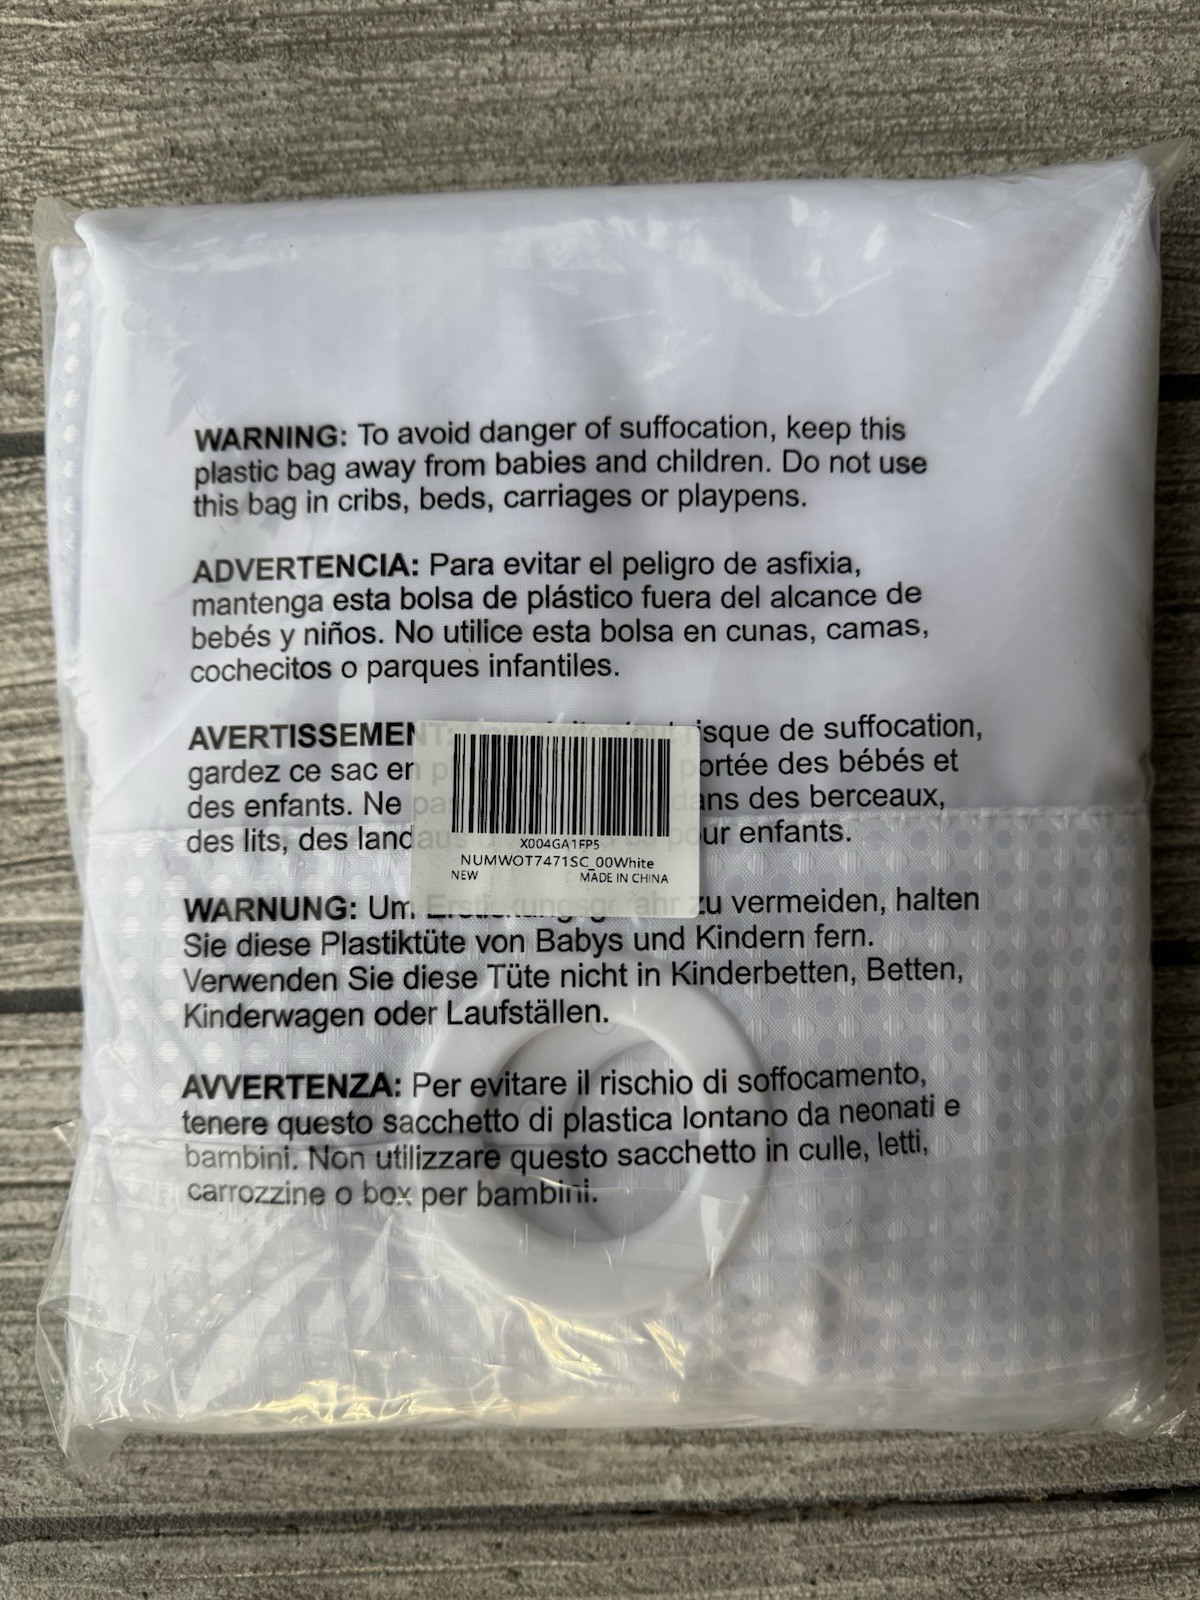 WARNING: To avoid danger of suffocation, keep this
plastic bag away from babies and children. Do not use
this bag in cribs, beds, carriages or playpens.
ADVERTENCIA: Para evitar el peligro de asfixia,
mantenga esta bolsa de plástico fuera del alcance de
bebés y niños. No utilice esta bolsa en cunas, camas,
cochecitos o parques infantiles.
AVERTISSEMENT: de suffocation,
gardez ce sac des bébés et
des enfants. Ne pas dans des berceaux,
des lits, des landaus pour enfants.
X004GA1FP5
NUMWOT7471SC_00White
NEW MADE IN CHINA
WARNUNG: Um Erstickungsgefahr zu vermeiden, halten
Sie diese Plastiktüte von Babys und Kindern fern.
Verwenden Sie diese Tüte nicht in Kinderbetten, Betten,
Kinderwagen oder Laufställen.
AVVERTENZA: Per evitare il rischio di soffocamento,
tenere questo sacchetto di plastica lontano da neonati e
bambini. Non utilizzare questo sacchetto in culle, letti,
carrozzine o box per bambini.